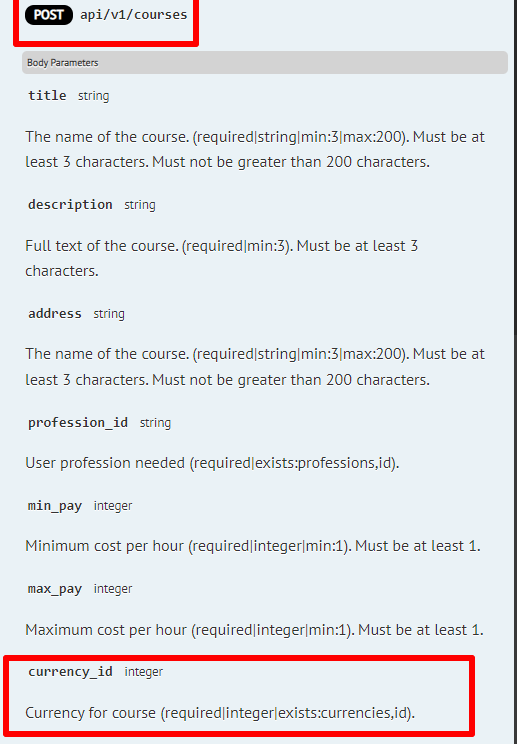 POST api/v1/courses
Body Parameters
title string
The name of the course. (required|string|min:3|max:200). Must be at
least 3 characters. Must not be greater than 200 characters.
description string
Full text of the course. (required|min:3). Must be at least 3
characters.
address string
The name of the course. (required|string|min:3|max:200). Must be at
least 3 characters. Must not be greater than 200 characters.
profession_id string
User profession needed (required|exists:professions,id).
min_pay integer
Minimum cost per hour (required|integer|min:1). Must be at least 1.
max_pay integer
Maximum cost per hour (required|integer|min:1). Must be at least 1.
currency_id integer
Currency for course (required|integer|exists:currencies,id).